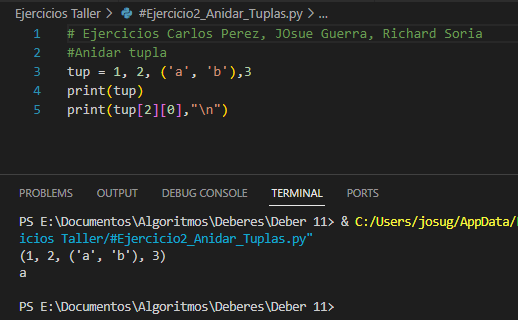 Ejercicios Taller > #Ejercicio2_Anidar_Tuplas.py > ...
1 # Ejercicios Carlos Perez, JOsue Guerra, Richard Soria
2 #Anidar tupla
3 tup = 1, 2, ('a', 'b'),3
4 print(tup)
5 print(tup[2][0],"\n")
PROBLEMS OUTPUT DEBUG CONSOLE TERMINAL PORTS
PS E:\Documentos\Algoritmos\Deberes\Deber 11> & C:/Users/josug/AppData/
icios Taller/#Ejercicio2_Anidar_Tuplas.py"
(1, 2, ('a', 'b'), 3)
a
PS E:\Documentos\Algoritmos\Deberes\Deber 11>